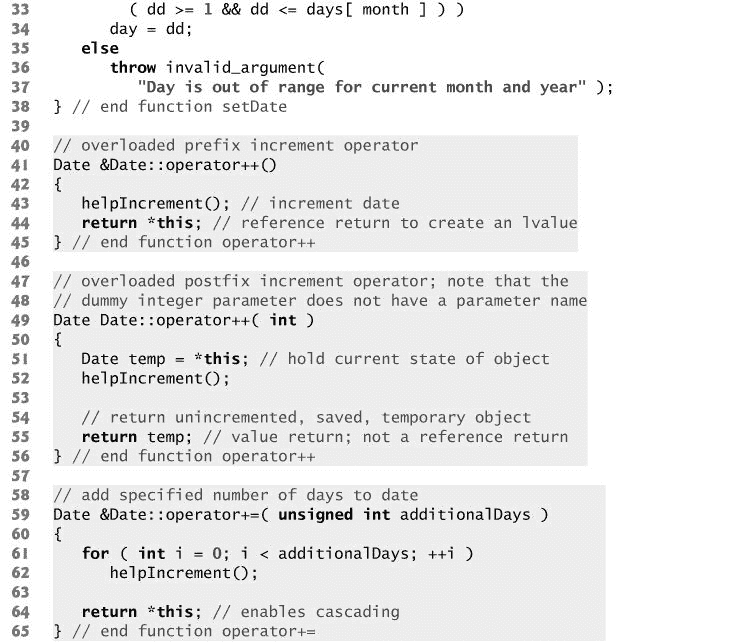 33 ( dd >= 1 && dd <= days[ month ] ) )
34 day = dd;
35 else
36 throw invalid_argument(
37 "Day is out of range for current month and year" );
38 } // end function setDate
39
40 // overloaded prefix increment operator
41 Date &Date::operator++()
42 {
43 helpIncrement(); // increment date
44 return *this; // reference return to create an lvalue
45 } // end function operator++
46
47 // overloaded postfix increment operator; note that the
48 // dummy integer parameter does not have a parameter name
49 Date Date::operator++( int )
50 {
51 Date temp = *this; // hold current state of object
52 helpIncrement();
53
54 // return unincremented, saved, temporary object
55 return temp; // value return; not a reference return
56 } // end function operator++
57
58 // add specified number of days to date
59 Date &Date::operator+=( unsigned int additionalDays )
60 {
61 for ( int i = 0; i < additionalDays; ++i )
62 helpIncrement();
63
64 return *this; // enables cascading
65 } // end function operator+=